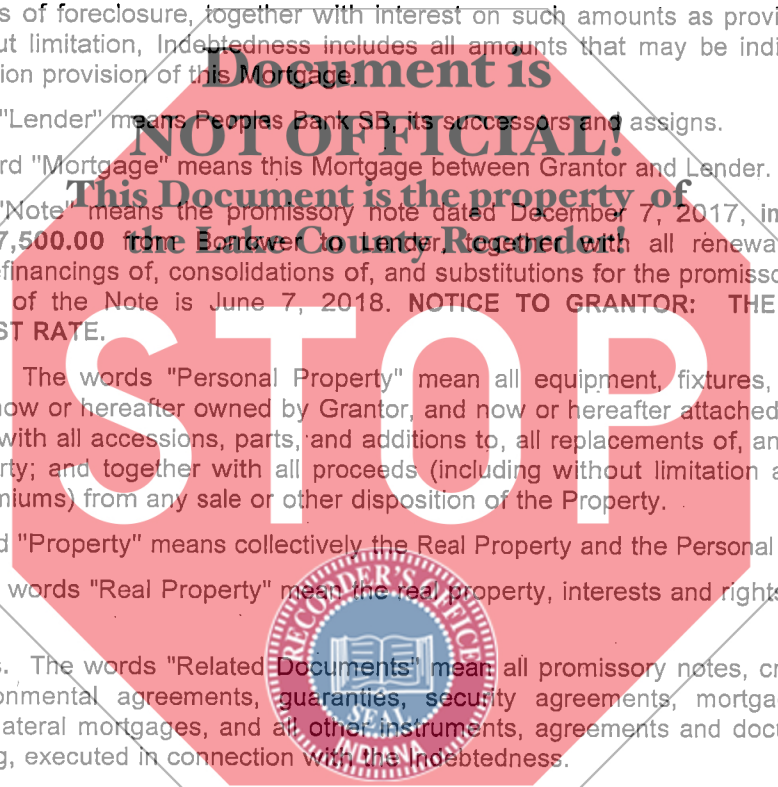 s of foreclosure, together with interest on such amounts as provi
ut limitation, Indebtedness includes all amounts that may be indi
ion provision of this Mortgage.
Document is
"Lender" means Peoples Bank SB, its successors and assigns.
NOT OFFICIAL!
rd "Mortgage" means this Mortgage between Grantor and Lender.
This Document is the property of
"Note" means the promissory note dated December 7, 2017, in
7,500.00 from Borrower to Lender, together with all renewa
the Lake County Recorder!
financings of, consolidations of, and substitutions for the promisso
of the Note is June 7, 2018. NOTICE TO GRANTOR: THE
ST RATE.
STOP
The words "Personal Property" mean all equipment, fixtures,
now or hereafter owned by Grantor, and now or hereafter attached
with all accessions, parts, and additions to, all replacements of, an
rty; and together with all proceeds (including without limitation a
miums) from any sale or other disposition of the Property.
d "Property" means collectively the Real Property and the Personal
words "Real Property" mean the real property, interests and rights
RECORDER'S OFFICE
SEAL
INDIANA
s. The words "Related Documents" mean all promissory notes, cr
onmental agreements, guaranties, security agreements, mortga
lateral mortgages, and all other instruments, agreements and docu
g, executed in connection with the Indebtedness.